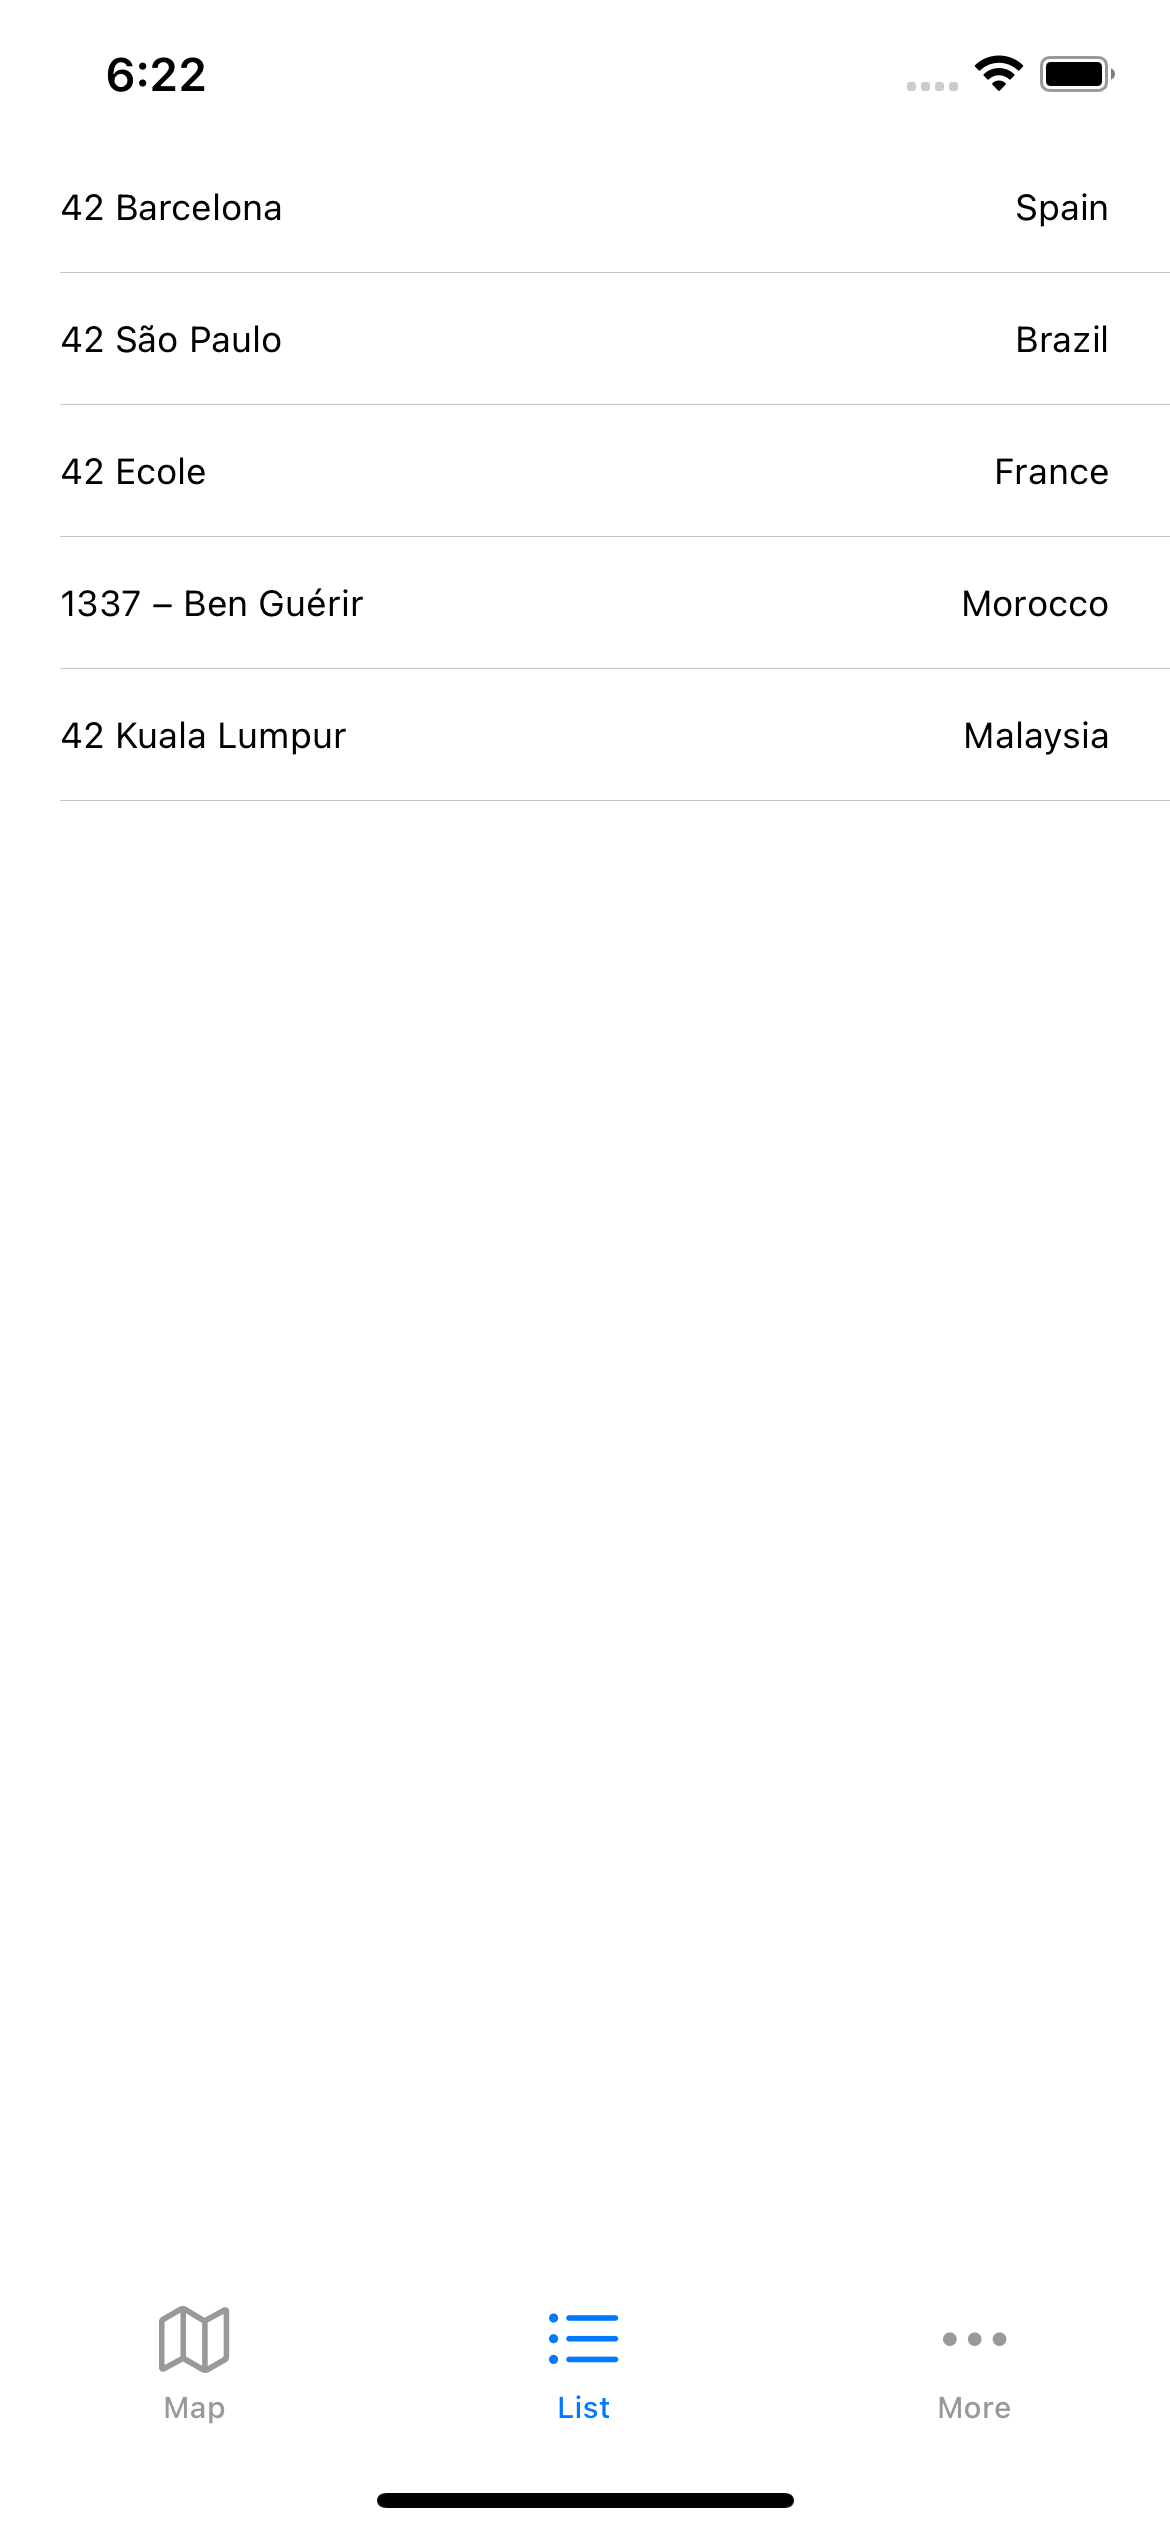 6:22
42 Barcelona Spain
42 São Paulo Brazil
42 Ecole France
1337 – Ben Guérir Morocco
42 Kuala Lumpur Malaysia
Map List More